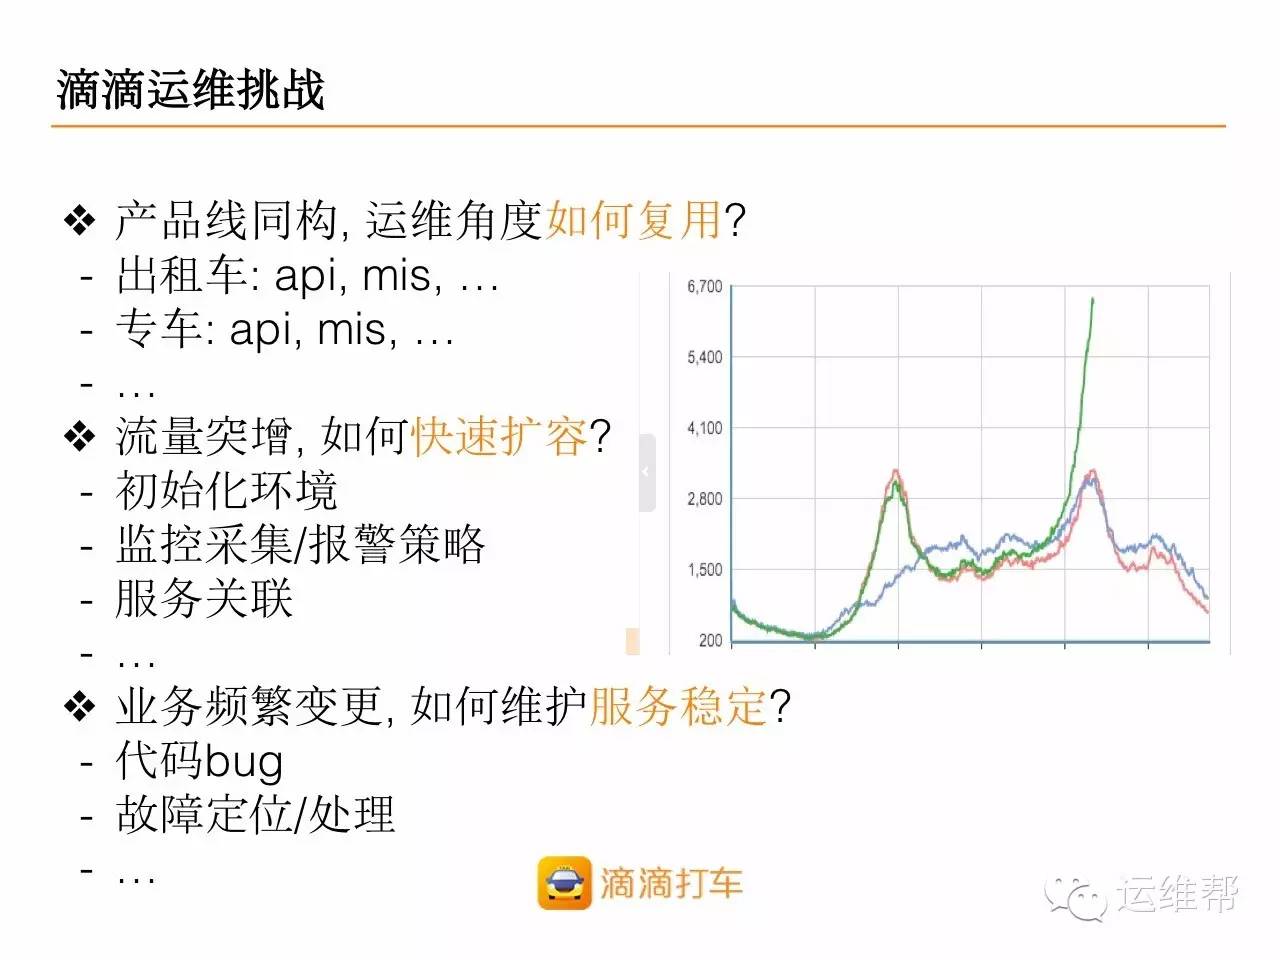 滴滴运维挑战
❖ 产品线同构, 运维角度如何复用?
- 出租车: api, mis, …
- 专车: api, mis, …
- …
❖ 流量突增, 如何快速扩容?
- 初始化环境
- 监控采集/报警策略
- 服务关联
- …
❖ 业务频繁变更, 如何维护服务稳定?
- 代码bug
- 故障定位/处理
- …
6,700
5,400
4,100
2,800
1,500
200
滴滴打车
运维帮